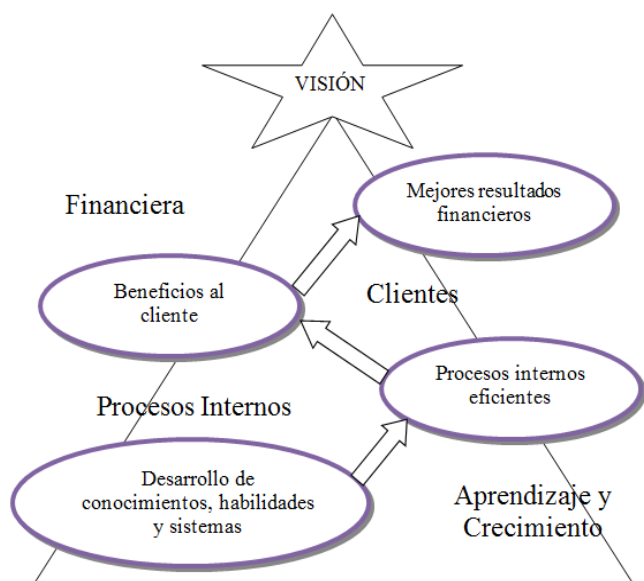 VISIÓN
Mejores resultados
financieros
Financiera
Beneficios al
cliente
Clientes
Procesos internos
eficientes
Procesos Internos
Desarrollo de
conocimientos, habilidades
y sistemas
Aprendizaje y
Crecimiento